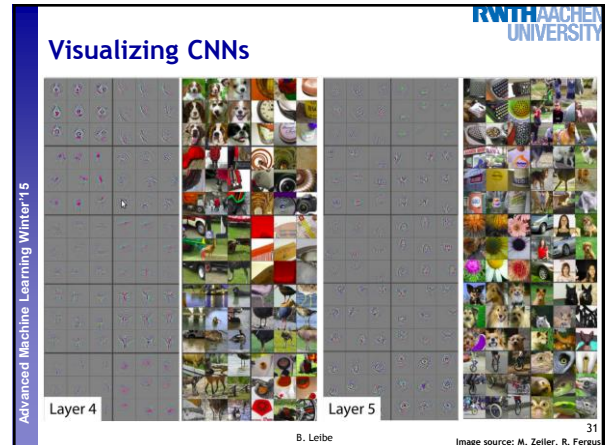 RWTHAACHEN
UNIVERSITY
Visualizing CNNs
Advanced Machine Learning Winter'15
Layer 4
Layer 5
B. Leibe
31
Image source: M. Zeiler, R. Fergus